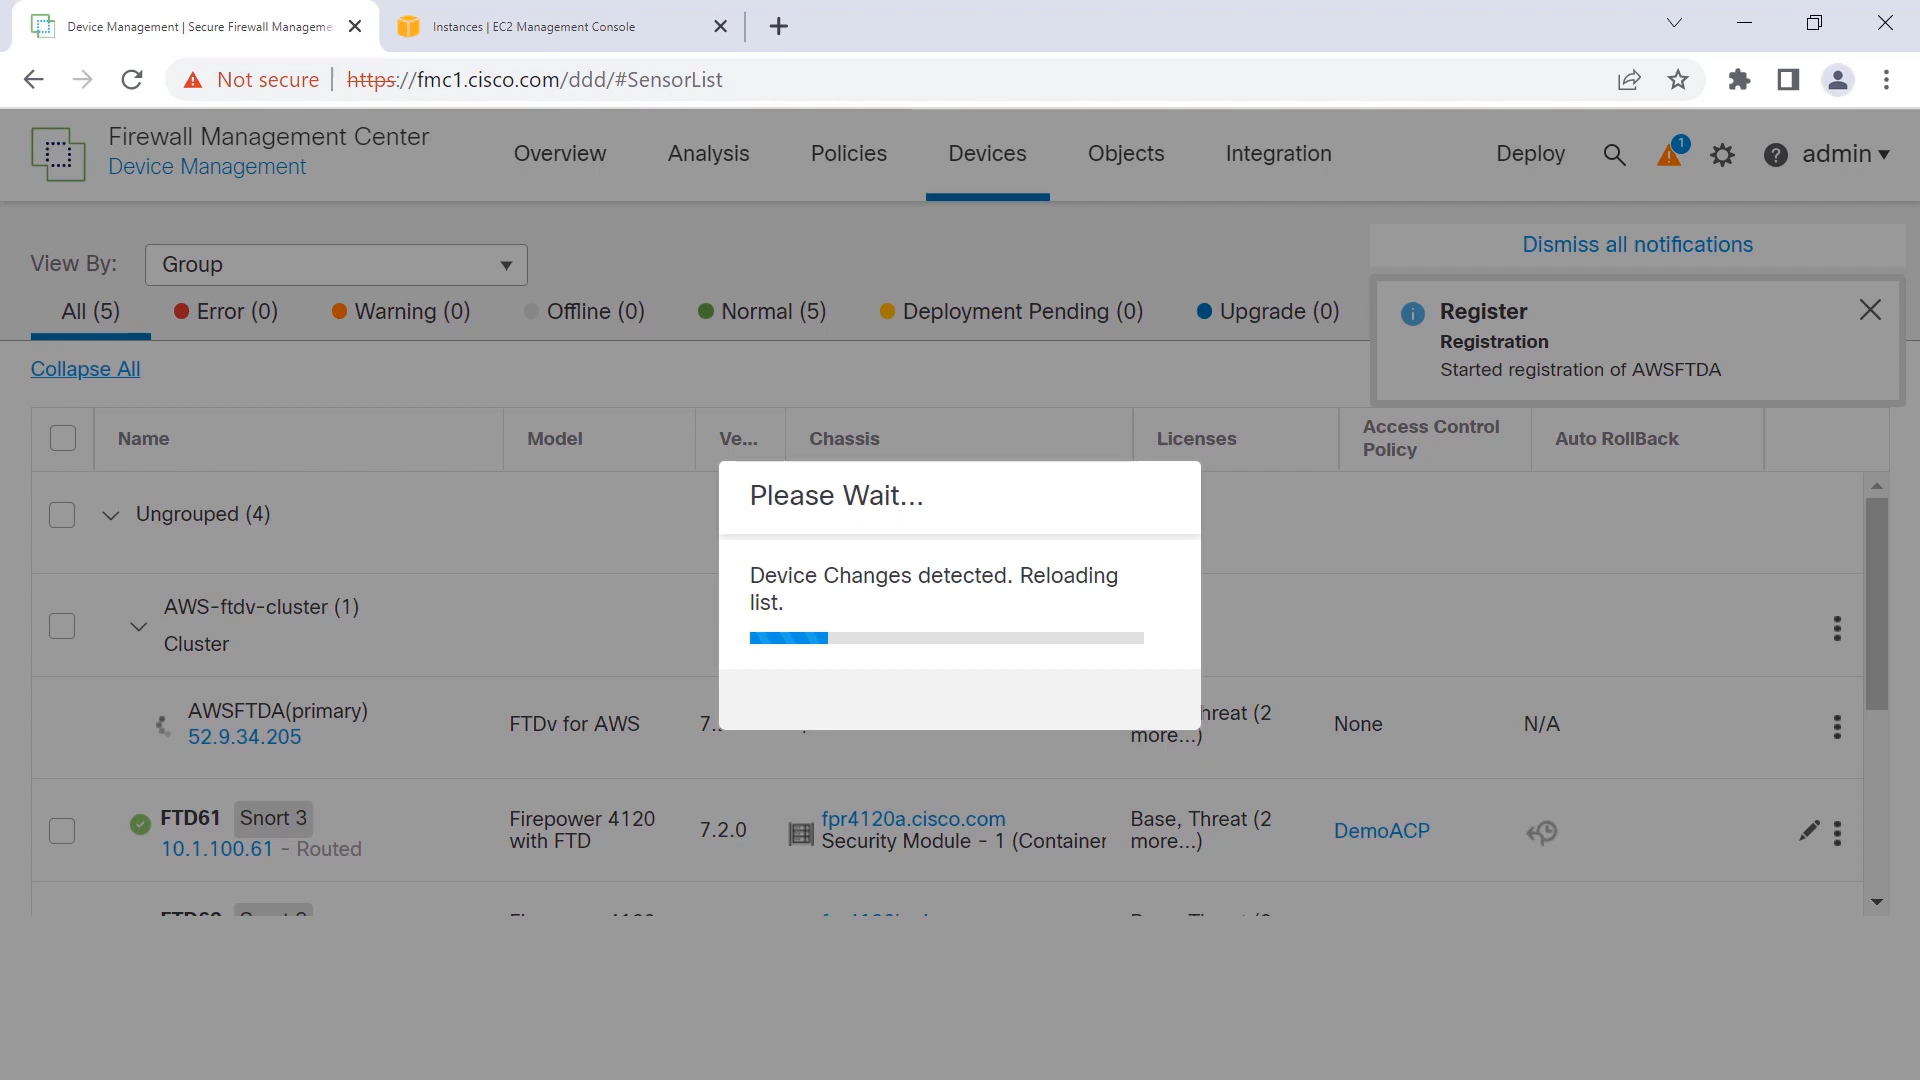 Device Management | Secure Firewall Manageme
Instances | EC2 Management Console
Not secure
https://fmc1.cisco.com/ddd/#SensorList
Firewall Management Center
Device Management
Overview
Analysis
Policies
Devices
Objects
Integration
Deploy
1
admin
View By:
Group
Dismiss all notifications
Register
Registration
Started registration of AWSFTDA
All (5)
Error (0)
Warning (0)
Offline (0)
Normal (5)
Deployment Pending (0)
Upgrade (0)
Collapse All
Name
Model
Ve...
Chassis
Licenses
Access Control
Policy
Auto RollBack
Ungrouped (4)
AWS-ftdv-cluster (1)
Cluster
Please Wait...
Device Changes detected. Reloading
list.
AWSFTDA(primary)
52.9.34.205
FTDv for AWS
more...)
None
N/A
FTD61
Snort 3
10.1.100.61 - Routed
Firepower 4120
with FTD
7.2.0
fpr4120a.cisco.com
Security Module - 1 (Container
Base, Threat (2
more...)
DemoACP